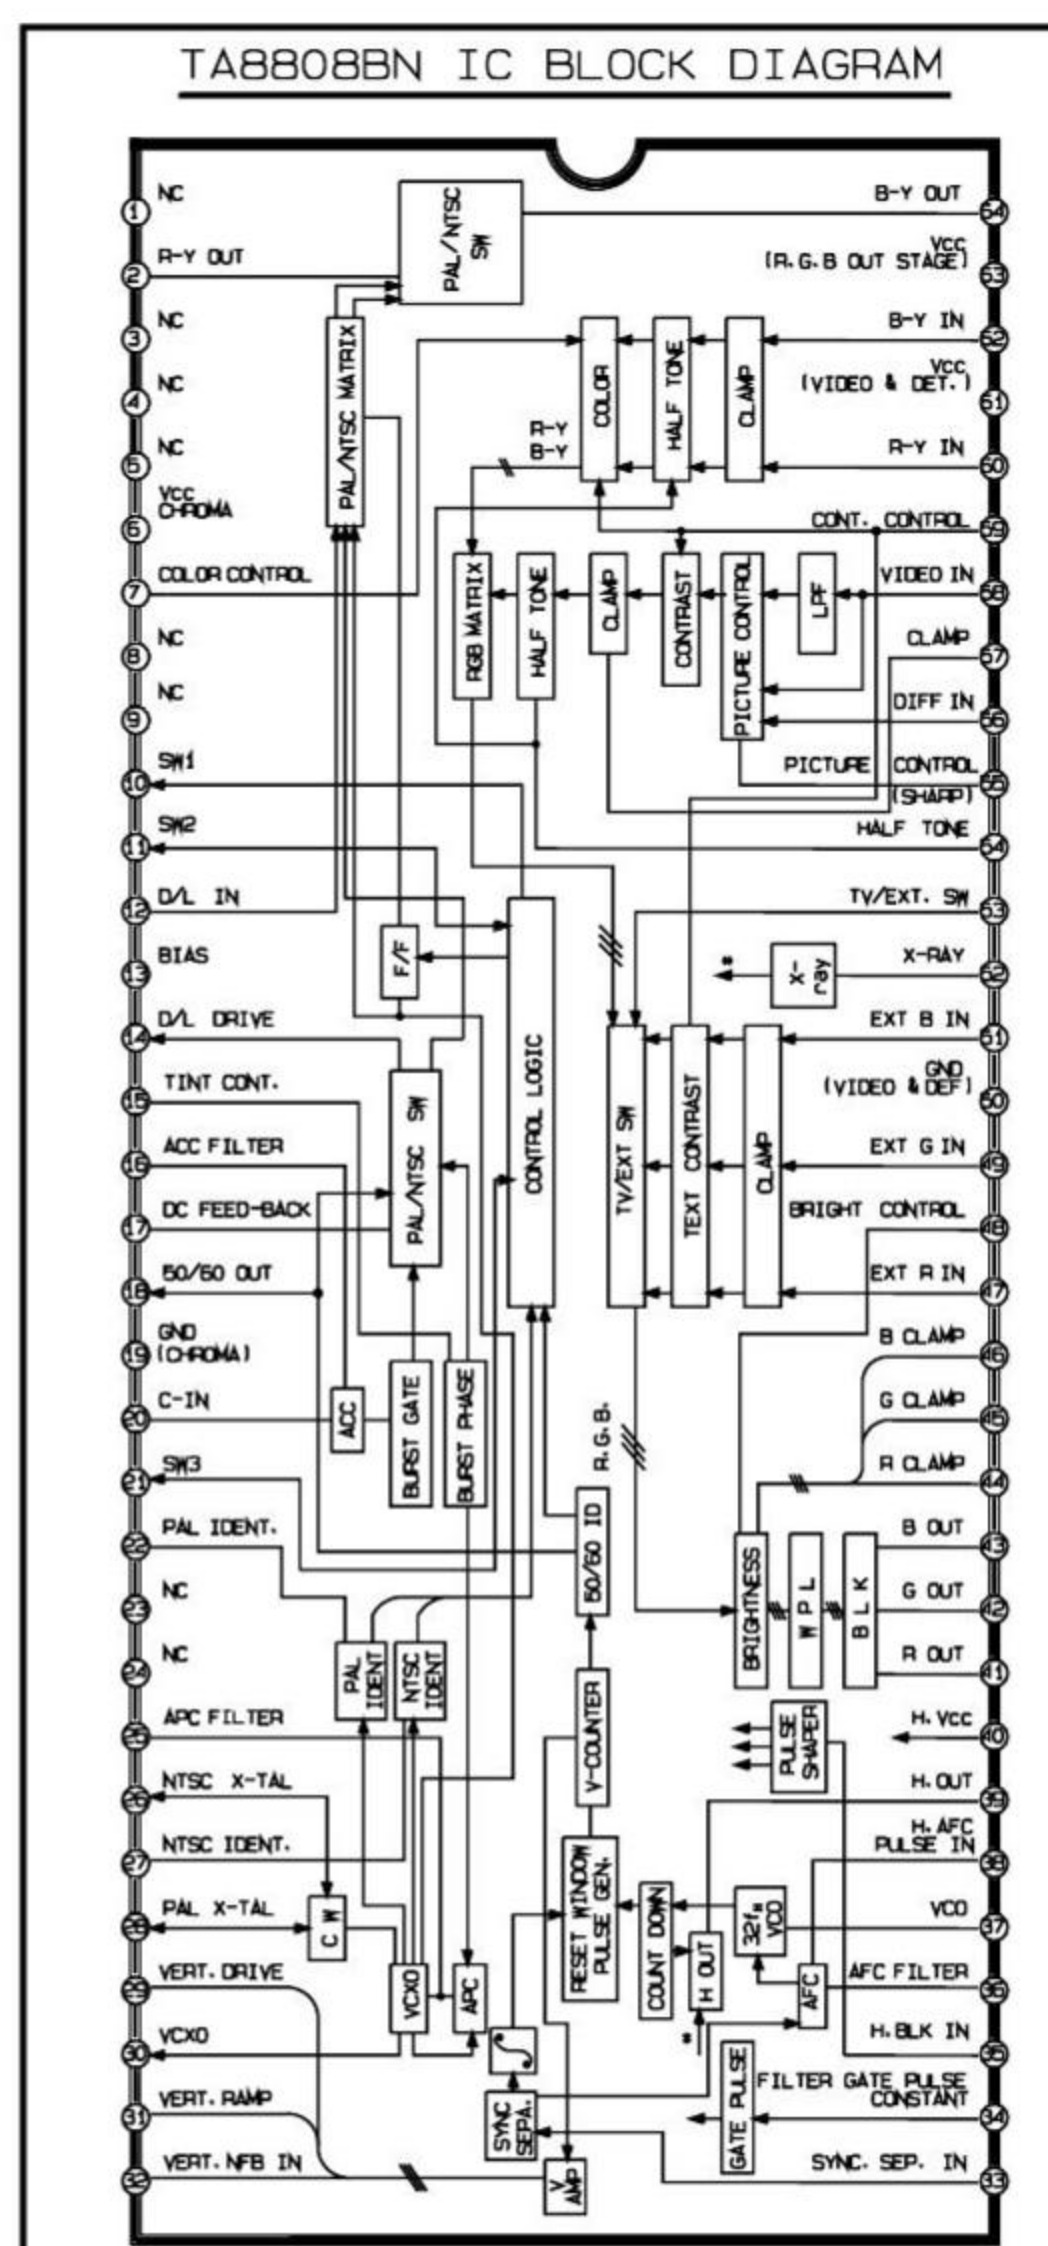 TA8808BN IC BLOCK DIAGRAM
1 NC
2 R-Y OUT
3 NC
4 NC
5 NC
6 Vcc CHROMA
7 COLOR CONTROL
8 NC
9 NC
10 SW1
11 SW2
12 D/L IN
13 BIAS
14 D/L DRIVE
15 TINT CONT.
16 ACC FILTER
17 DC FEED-BACK
18 50/60 OUT
19 GND (CHROMA)
20 C-IN
21 SW3
22 PAL IDENT.
23 NC
24 NC
25 APC FILTER
26 NTSC X-TAL
27 NTSC IDENT.
28 PAL X-TAL
29 VERT. DRIVE
30 VCXO
31 VERT. RAMP
32 VERT. NFB IN
B-Y OUT 64
Vcc (R.G.B OUT STAGE) 63
B-Y IN 62
Vcc (VIDEO & DET.) 61
R-Y IN 60
CONT. CONTROL 59
VIDEO IN 58
CLAMP 57
DIFF IN 56
PICTURE CONTROL (SHARP) 55
HALF TONE 54
TV/EXT. SW 53
X-RAY 52
EXT B IN 51
GND (VIDEO & DEF) 50
EXT G IN 49
BRIGHT CONTROL 48
EXT R IN 47
B CLAMP 46
G CLAMP 45
R CLAMP 44
B OUT 43
G OUT 42
R OUT 41
H.Vcc 40
H.OUT 39
H.AFC PULSE IN 38
VCO 37
AFC FILTER 36
H.BLK IN 35
FILTER GATE PULSE CONSTANT 34
SYNC. SEP. IN 33
PAL/NTSC SW
PAL/NTSC MATRIX
COLOR
HALF TONE
CLAMP
R-Y
B-Y
RGB MATRIX
HALF TONE
CLAMP
CONTRAST
PICTURE CONTROL
LPF
F/F
CONTROL LOGIC
PAL/NTSC SW
*
X-ray
TV/EXT SW
TEXT CONTRAST
CLAMP
ACC
BURST GATE
BURST PHASE
R.G.B.
50/60 ID
BRIGHTNESS
WPL
BLK
PAL IDENT
NTSC IDENT
V-COUNTER
PULSE SHAPER
RESET WINDOW PULSE GEN.
COUNT DOWN
H OUT
*
32fH VCO
AFC
CW
VCXO
APC
SYNC SEPA.
GATE PULSE
V AMP